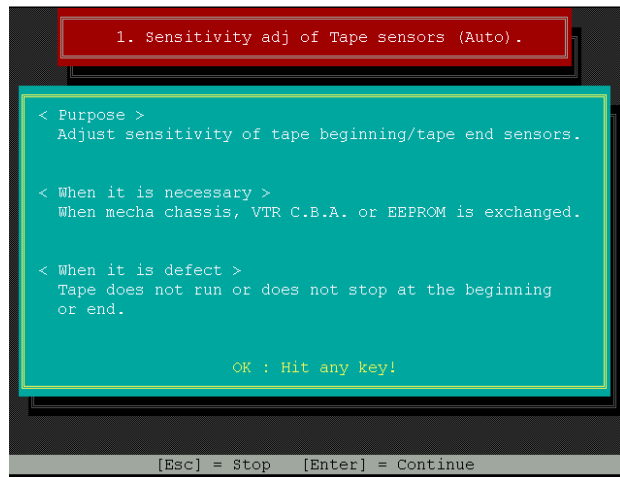 1. Sensitivity adj of Tape sensors (Auto).
< Purpose >
Adjust sensitivity of tape beginning/tape end sensors.
< When it is necessary >
When mecha chassis, VTR C.B.A. or EEPROM is exchanged.
< When it is defect >
Tape does not run or does not stop at the beginning
or end.
OK : Hit any key!
[Esc] = Stop [Enter] = Continue